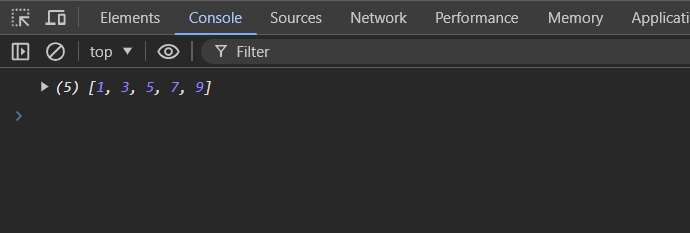 Elements Console Sources Network Performance Memory Applicati
top Filter
(5) [1, 3, 5, 7, 9]